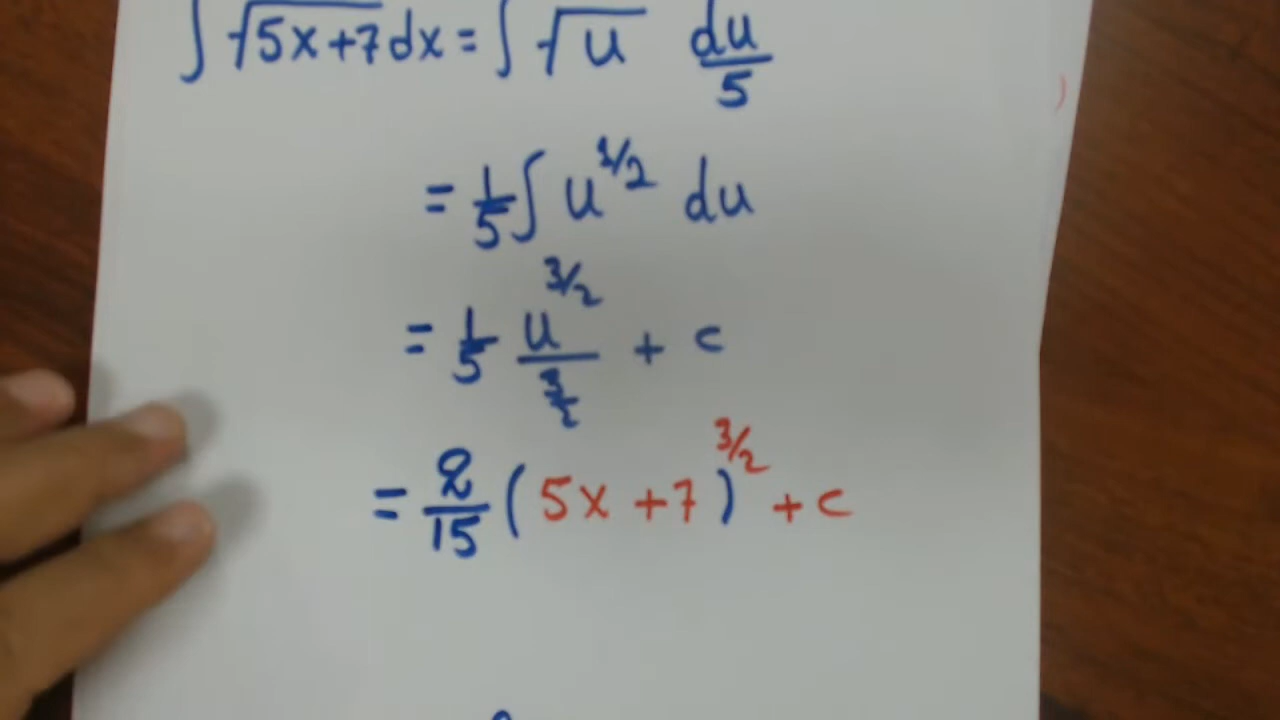 ∫√5x+7 dx = ∫ √u du/5
= 1/5 ∫ u^1/2 du
= 1/5 u^3/2 / 3/2 + c
= 2/15 (5x+7)^3/2 + c